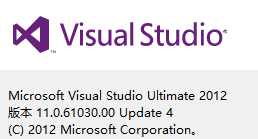 Visual Studio®
Microsoft Visual Studio Ultimate 2012
版本 11.0.61030.00 Update 4
(C) 2012 Microsoft Corporation。